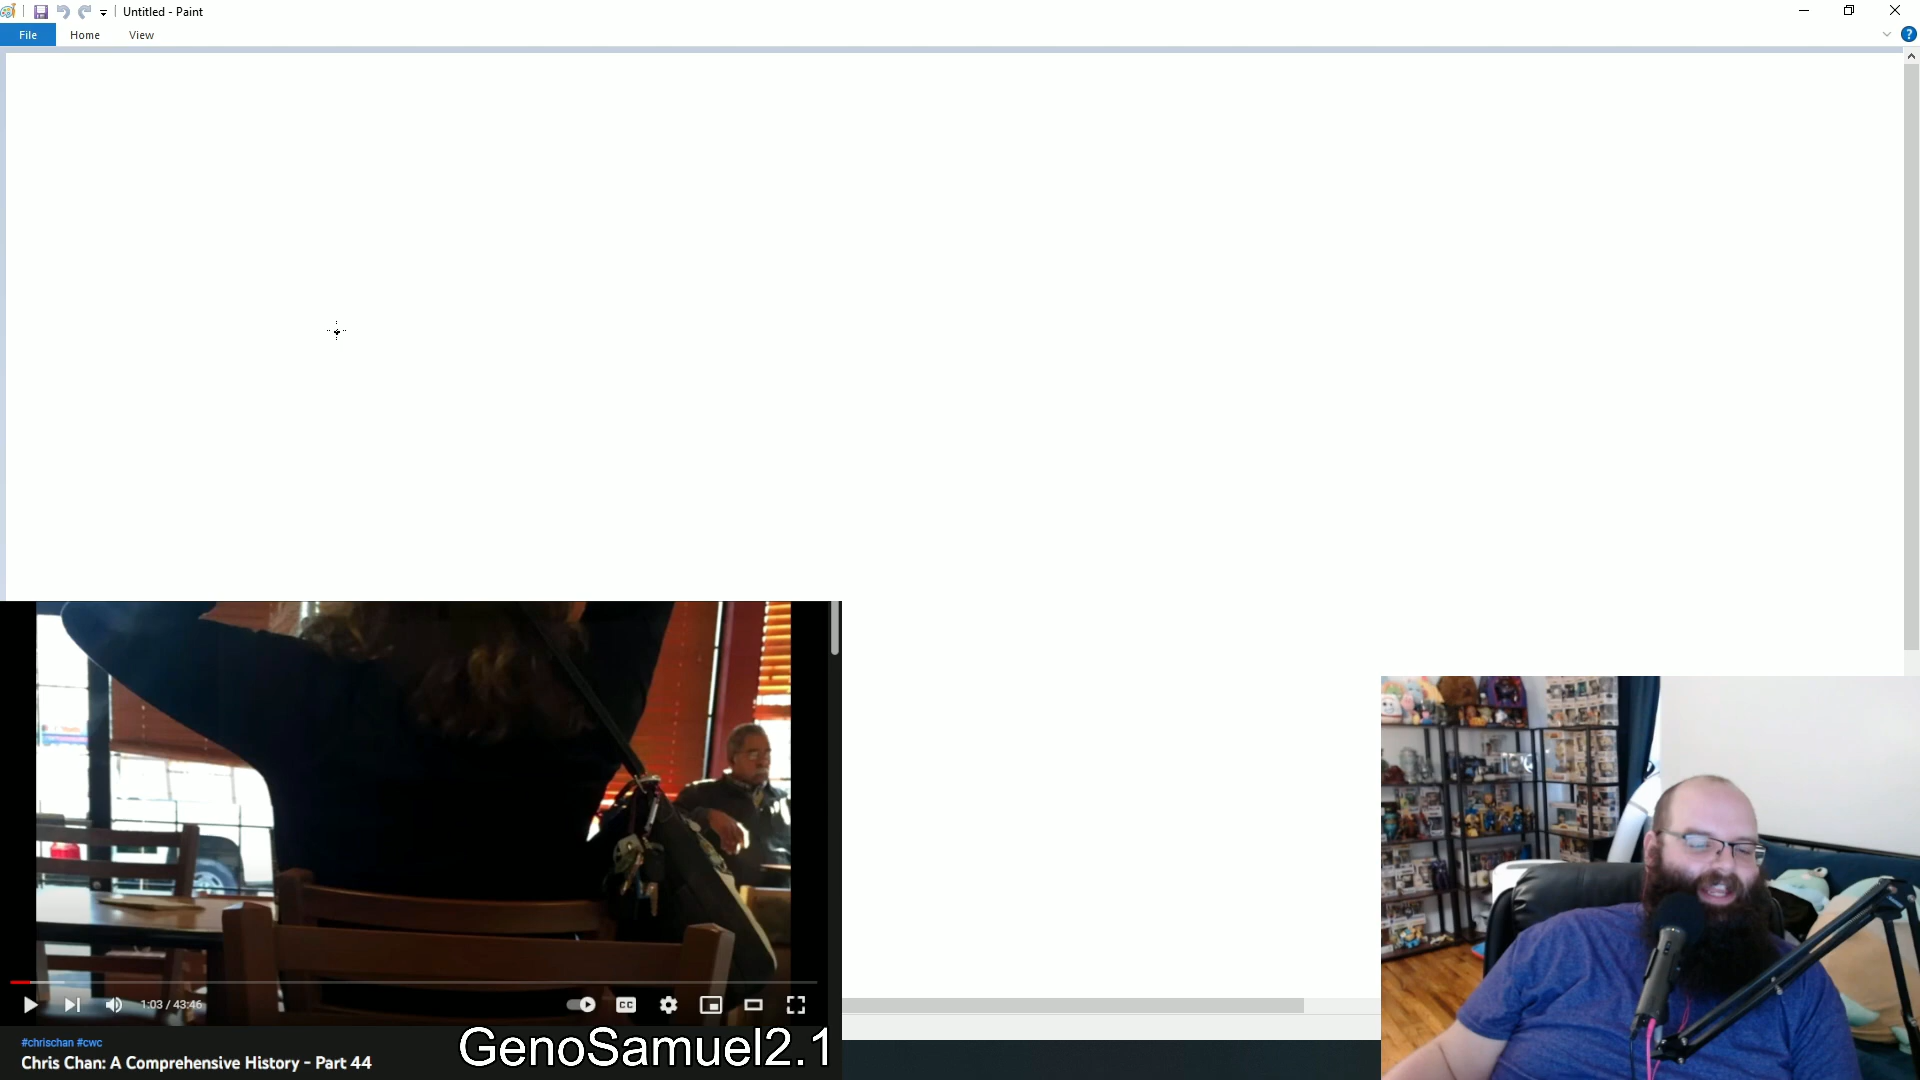 Untitled - Paint
File Home View
?
1:03 / 43:46
CC
#chrischan #cwc
Chris Chan: A Comprehensive History - Part 44
GenoSamuel2.1